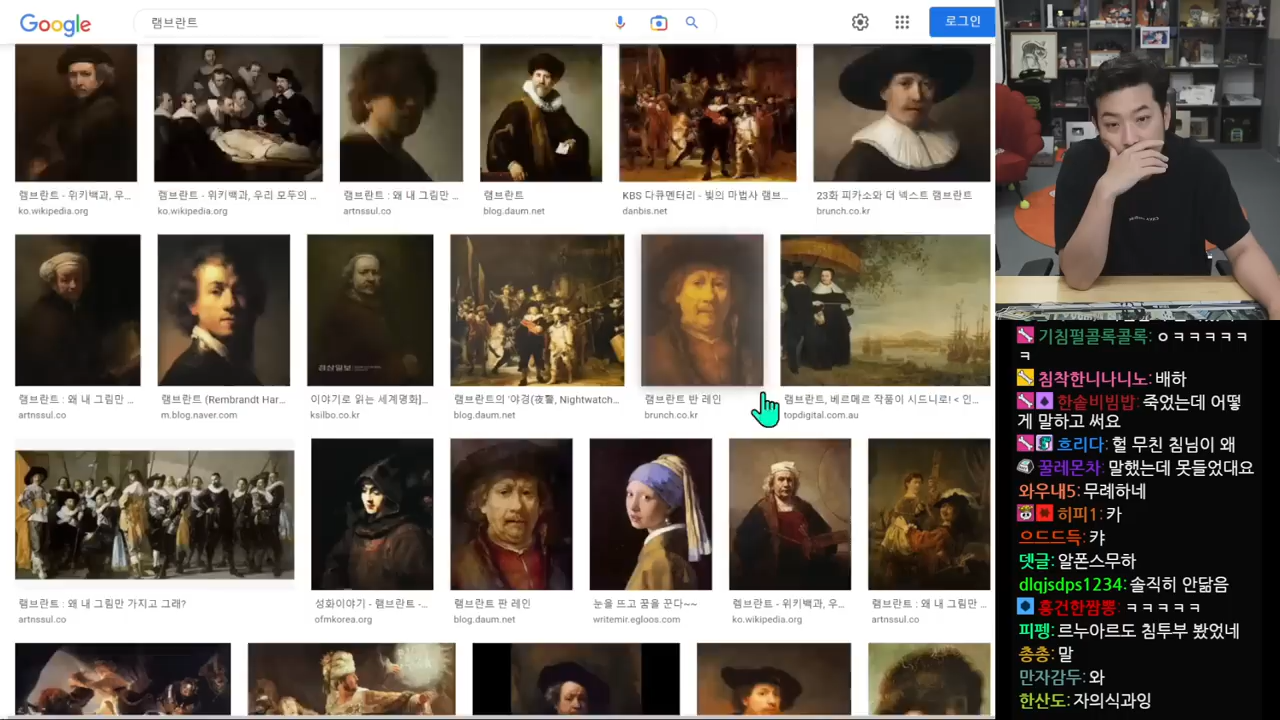 Google
램브란트
로그인
렘브란트 - 위키백과, 우...
ko.wikipedia.org
렘브란트 - 위키백과, 우리 모두의 ...
ko.wikipedia.org
렘브란트 : 왜 내 그림만 ...
artnssul.co
렘브란트
blog.daum.net
KBS 다큐멘터리 - 빛의 마법사 램브...
danbis.net
23화 피카소와 더 넥스트 램브란트
brunch.co.kr
경상일보
렘브란트 : 왜 내 그림만 ...
artnssul.co
렘브란트 (Rembrandt Har...
m.blog.naver.com
이야기로 읽는 세계명화]...
ksilbo.co.kr
렘브란트의 '야경(夜警, Nightwatch...
blog.daum.net
렘브란트 반 레인
brunch.co.kr
렘브란트, 베르메르 작품이 시드니로! < 인...
topdigital.com.au
렘브란트 : 왜 내 그림만 가지고 그래?
artnssul.co
성화이야기 - 램브란트 -...
ofmkorea.org
렘브란트 판 레인
blog.daum.net
눈을 뜨고 꿈을 꾼다~~
writemir.egloos.com
렘브란트 - 위키백과, 우...
ko.wikipedia.org
렘브란트 : 왜 내 그림만 ...
artnssul.co
기침펄콜록콜록: ㅇㅋㅋㅋㅋㅋ
ㅋ
침착한니나니노: 배하
한솥비빔밥: 죽었는데 어떻
게 말하고 써요
흐리다: 헐 무친 침님이 왜
꿀레몬차: 말했는데 못들었대요
와우내5: 무례하네
히피1: 카
으드드득: 캬
뎃글: 알폰스무하
dlqjsdps1234: 솔직히 안닮음
홍건한짬뽕: ㅋㅋㅋㅋㅋ
피펭: 르누아르도 침투부 봤었네
총총: 말
만자감두: 와
한산도: 자의식과잉